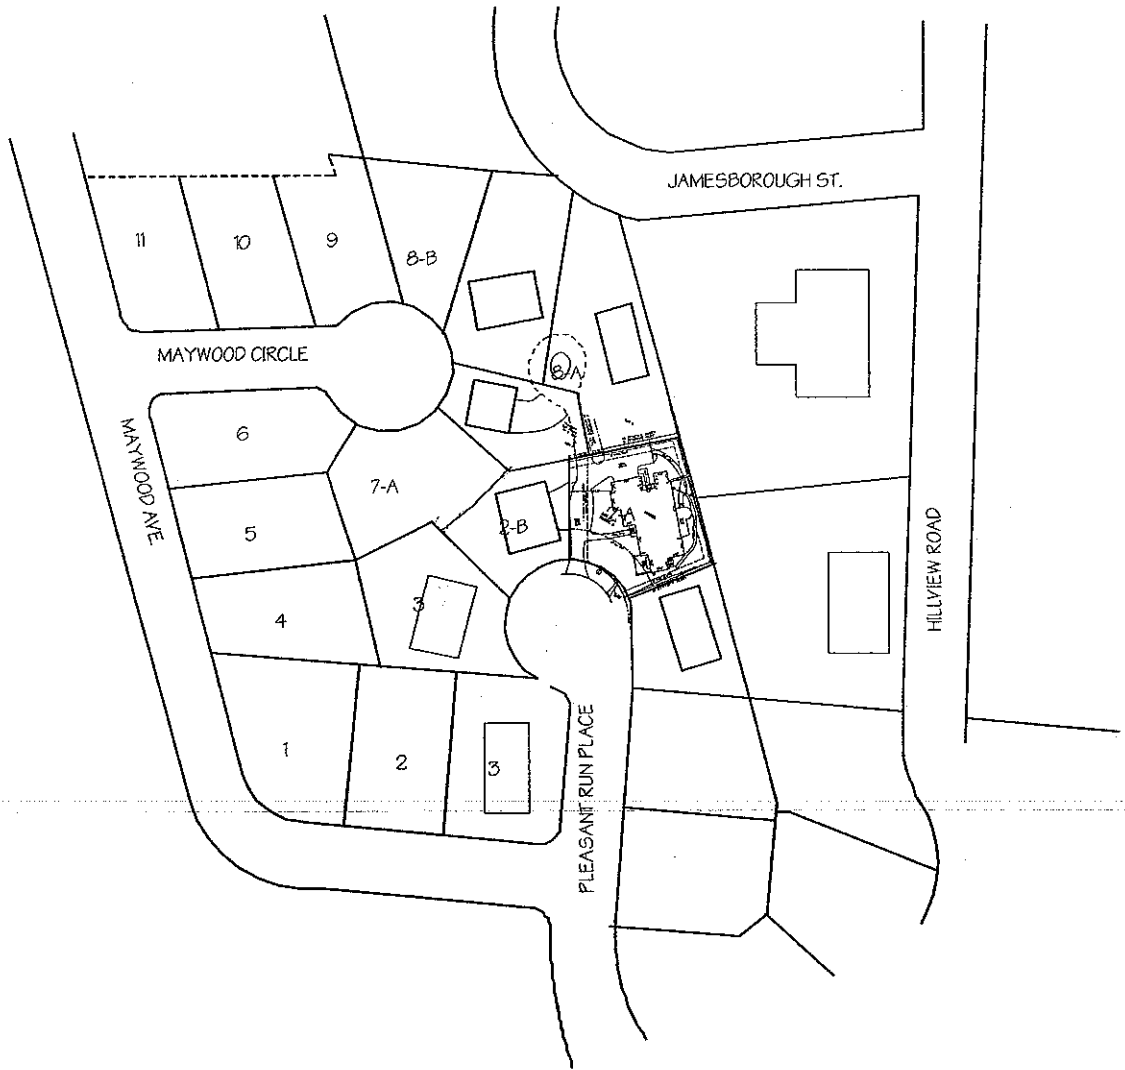 JAMESBOROUGH ST.
11
10
9
8-B
MAYWOOD CIRCLE
8-A
6
MAYWOOD AVE
7-A
5
2-B
HILLVIEW ROAD
3
4
PLEASANT RUN PLACE
1
2
3